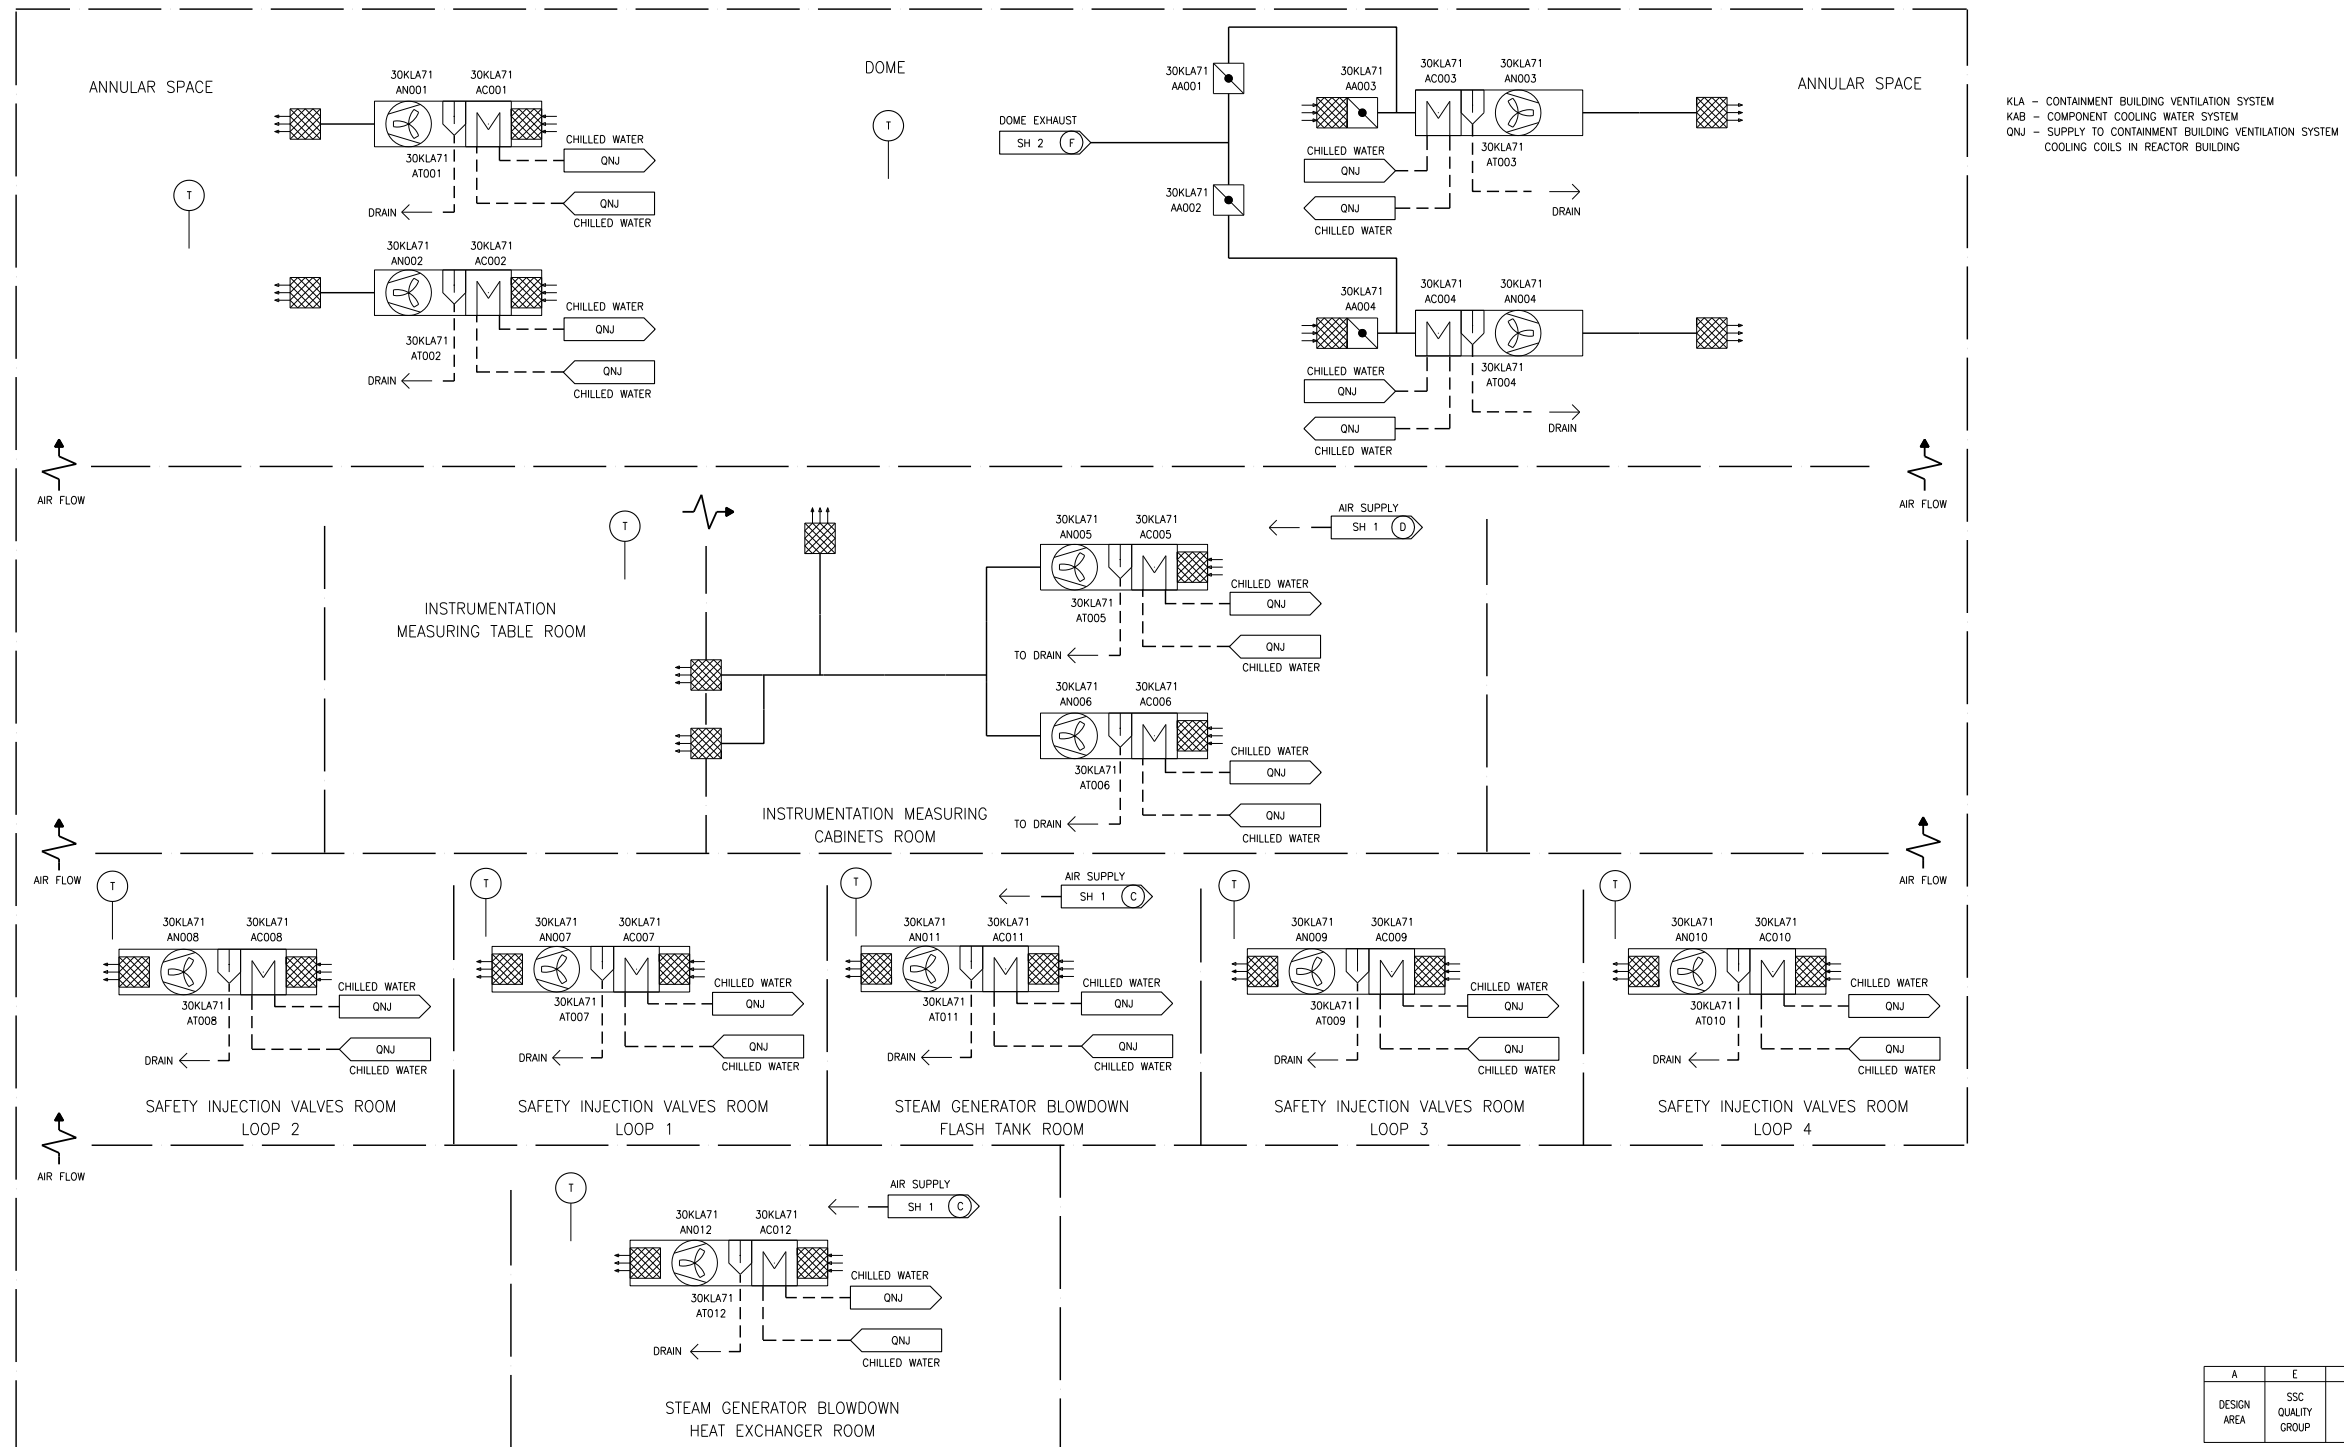 ANNULAR SPACE
30KLA71
AN001
30KLA71
AC001
30KLA71
AT001
CHILLED WATER
QNJ
QNJ
CHILLED WATER
DRAIN
T
30KLA71
AN002
30KLA71
AC002
30KLA71
AT002
CHILLED WATER
QNJ
QNJ
CHILLED WATER
DRAIN
DOME
T
DOME EXHAUST
SH 2 F
30KLA71
AA001
30KLA71
AA002
30KLA71
AA003
30KLA71
AC003
30KLA71
AN003
30KLA71
AT003
CHILLED WATER
QNJ
QNJ
CHILLED WATER
DRAIN
30KLA71
AA004
30KLA71
AC004
30KLA71
AN004
30KLA71
AT004
CHILLED WATER
QNJ
QNJ
CHILLED WATER
DRAIN
ANNULAR SPACE
KLA – CONTAINMENT BUILDING VENTILATION SYSTEM
KAB – COMPONENT COOLING WATER SYSTEM
QNJ – SUPPLY TO CONTAINMENT BUILDING VENTILATION SYSTEM
COOLING COILS IN REACTOR BUILDING
AIR FLOW
AIR FLOW
T
INSTRUMENTATION
MEASURING TABLE ROOM
30KLA71
AN005
30KLA71
AC005
30KLA71
AT005
AIR SUPPLY
SH 1 D
CHILLED WATER
QNJ
QNJ
CHILLED WATER
TO DRAIN
30KLA71
AN006
30KLA71
AC006
30KLA71
AT006
CHILLED WATER
QNJ
QNJ
CHILLED WATER
TO DRAIN
INSTRUMENTATION MEASURING
CABINETS ROOM
AIR FLOW
AIR FLOW
T
30KLA71
AN008
30KLA71
AC008
30KLA71
AT008
CHILLED WATER
QNJ
QNJ
CHILLED WATER
DRAIN
SAFETY INJECTION VALVES ROOM
LOOP 2
T
30KLA71
AN007
30KLA71
AC007
30KLA71
AT007
CHILLED WATER
QNJ
QNJ
CHILLED WATER
DRAIN
SAFETY INJECTION VALVES ROOM
LOOP 1
T
AIR SUPPLY
SH 1 C
30KLA71
AN011
30KLA71
AC011
30KLA71
AT011
CHILLED WATER
QNJ
QNJ
CHILLED WATER
DRAIN
STEAM GENERATOR BLOWDOWN
FLASH TANK ROOM
T
30KLA71
AN009
30KLA71
AC009
30KLA71
AT009
CHILLED WATER
QNJ
QNJ
CHILLED WATER
DRAIN
SAFETY INJECTION VALVES ROOM
LOOP 3
T
30KLA71
AN010
30KLA71
AC010
30KLA71
AT010
CHILLED WATER
QNJ
QNJ
CHILLED WATER
DRAIN
SAFETY INJECTION VALVES ROOM
LOOP 4
AIR FLOW
T
AIR SUPPLY
SH 1 C
30KLA71
AN012
30KLA71
AC012
30KLA71
AT012
CHILLED WATER
QNJ
QNJ
CHILLED WATER
DRAIN
STEAM GENERATOR BLOWDOWN
HEAT EXCHANGER ROOM
A
DESIGN
AREA
E
SSC
QUALITY
GROUP